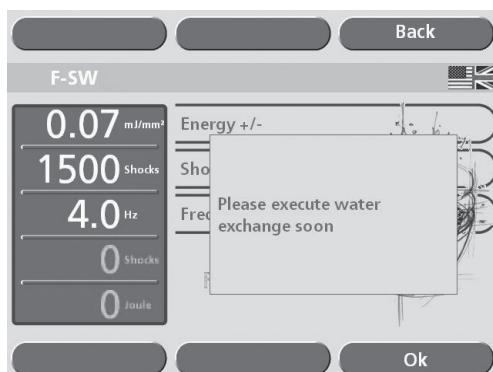 Back
F-SW
0.07 mJ/mm²
Energy +/-
1500 Shocks
Sho
4.0 Hz
Freq
0 Shocks
0 Joule
Please execute water
exchange soon
Ok